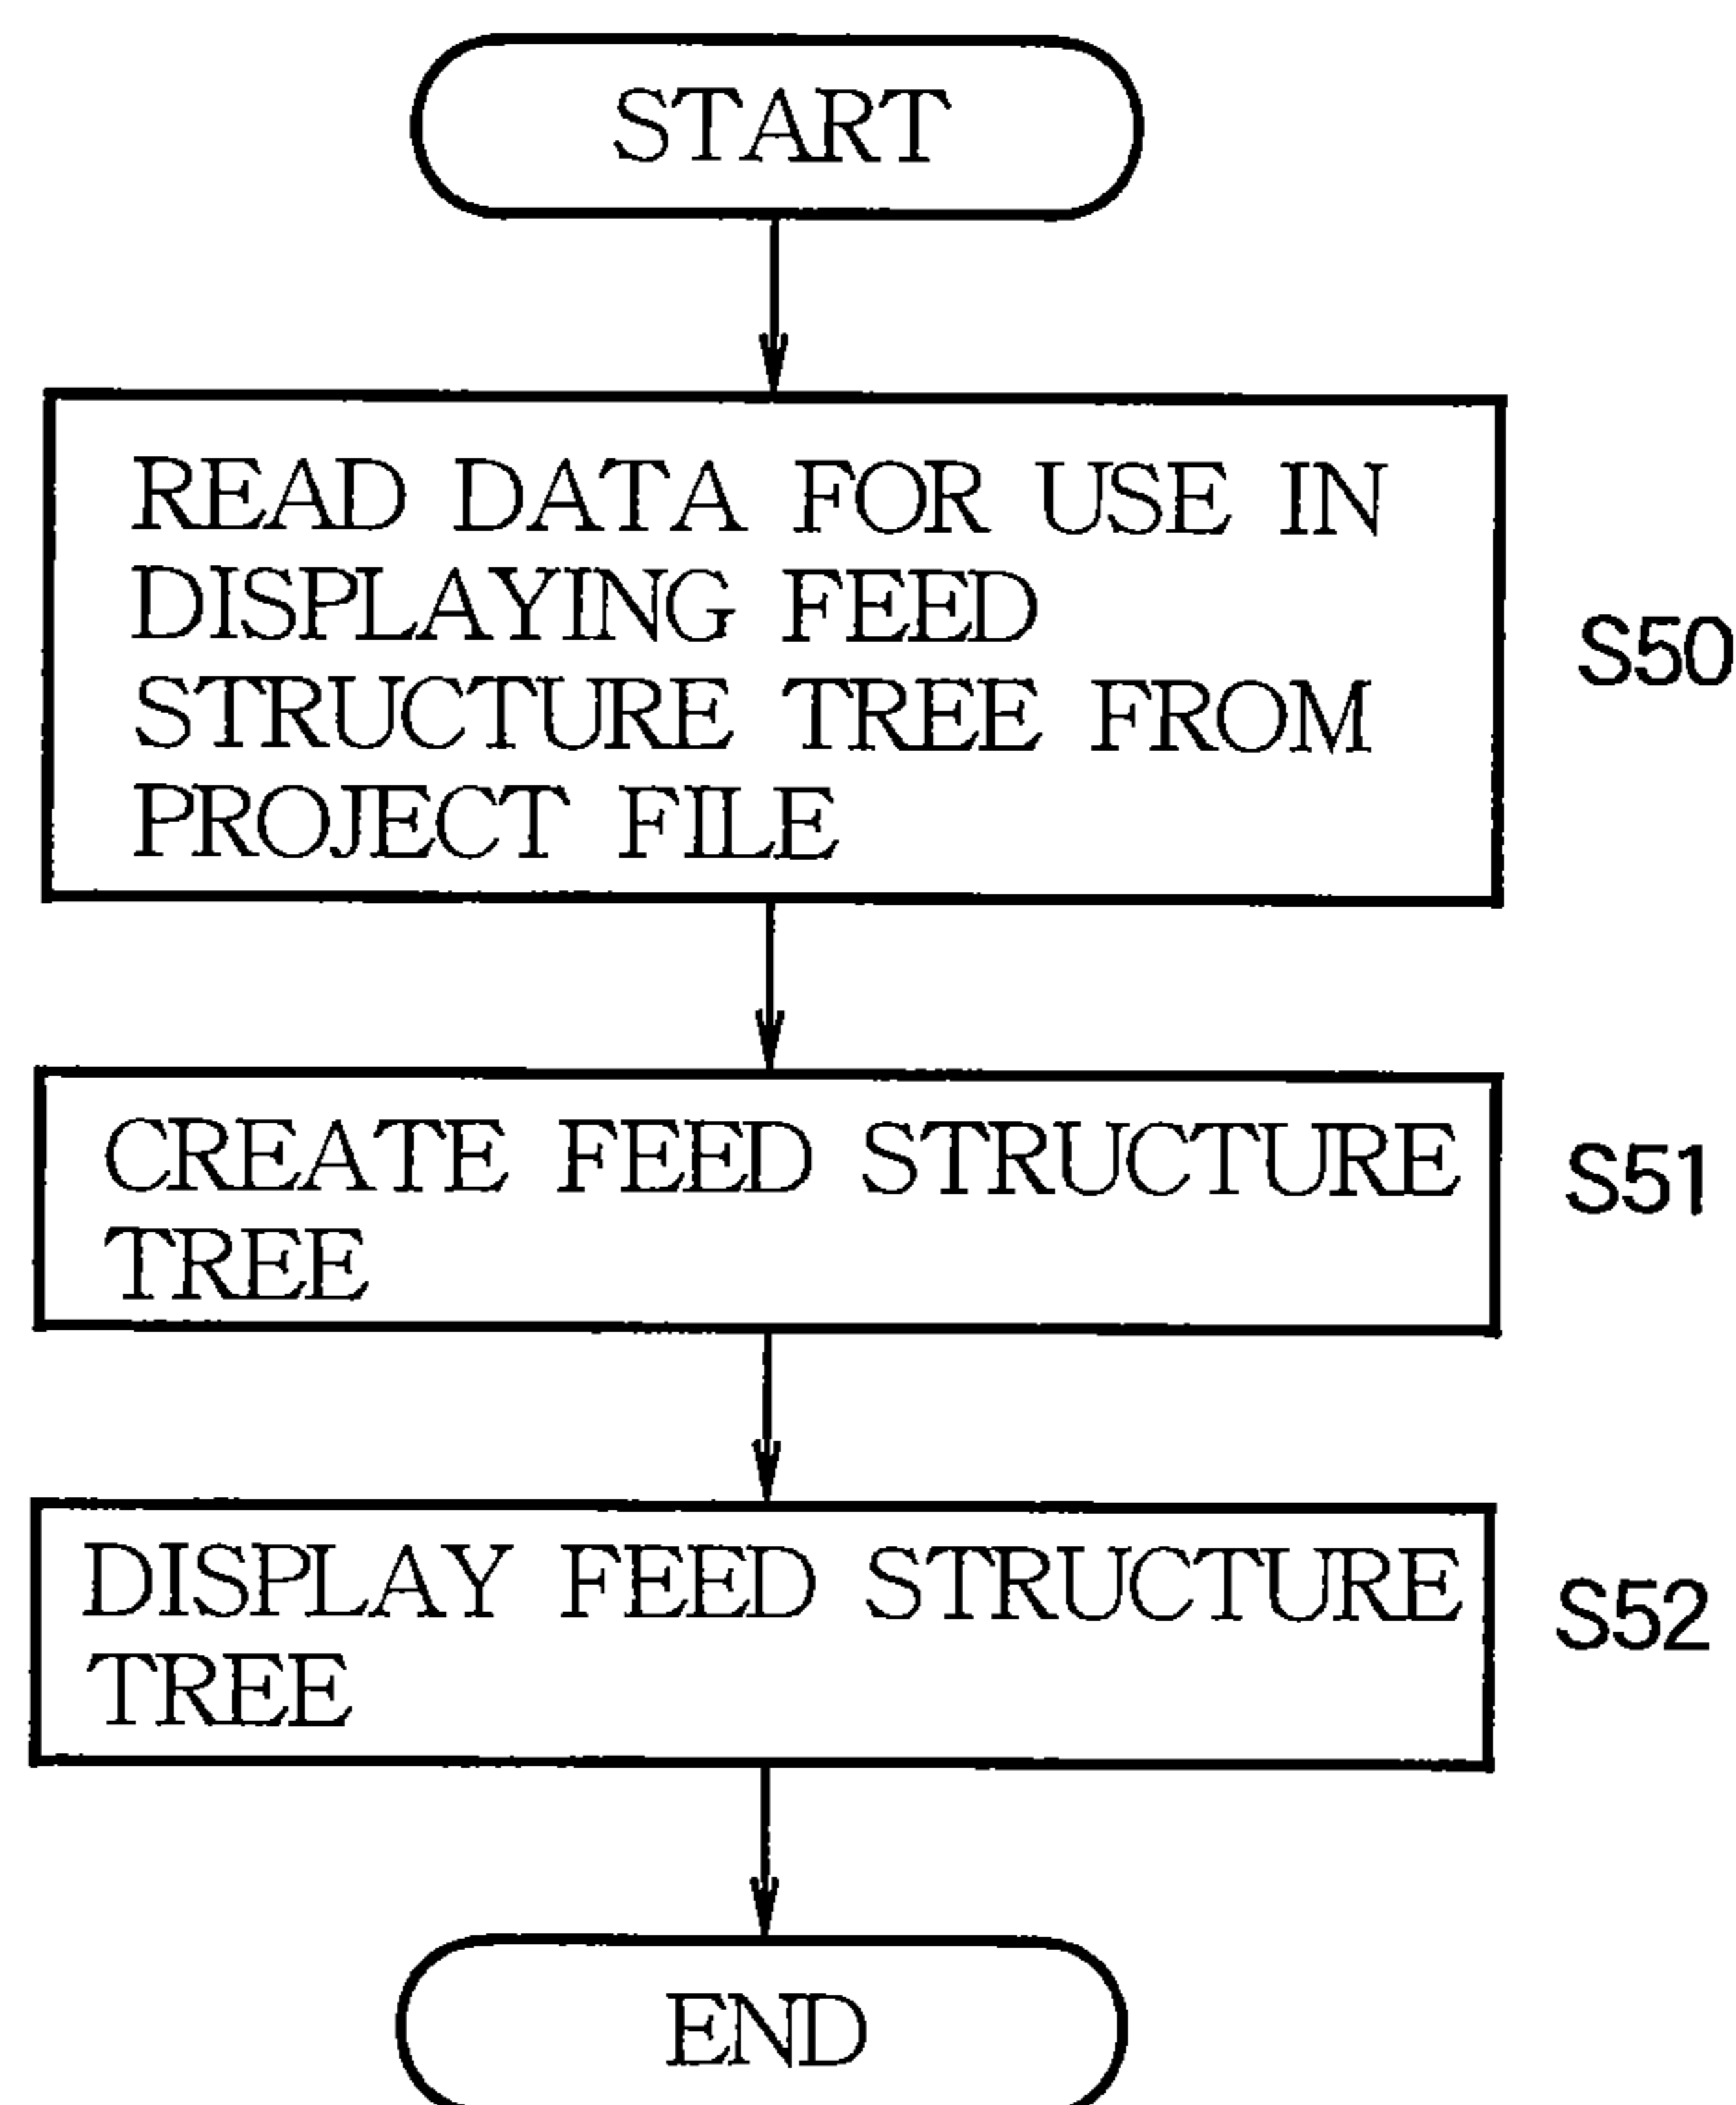 START
READ DATA FOR USE IN
DISPLAYING FEED
STRUCTURE TREE FROM
PROJECT FILE
S50
CREATE FEED STRUCTURE
TREE
S51
DISPLAY FEED STRUCTURE
TREE
S52
END